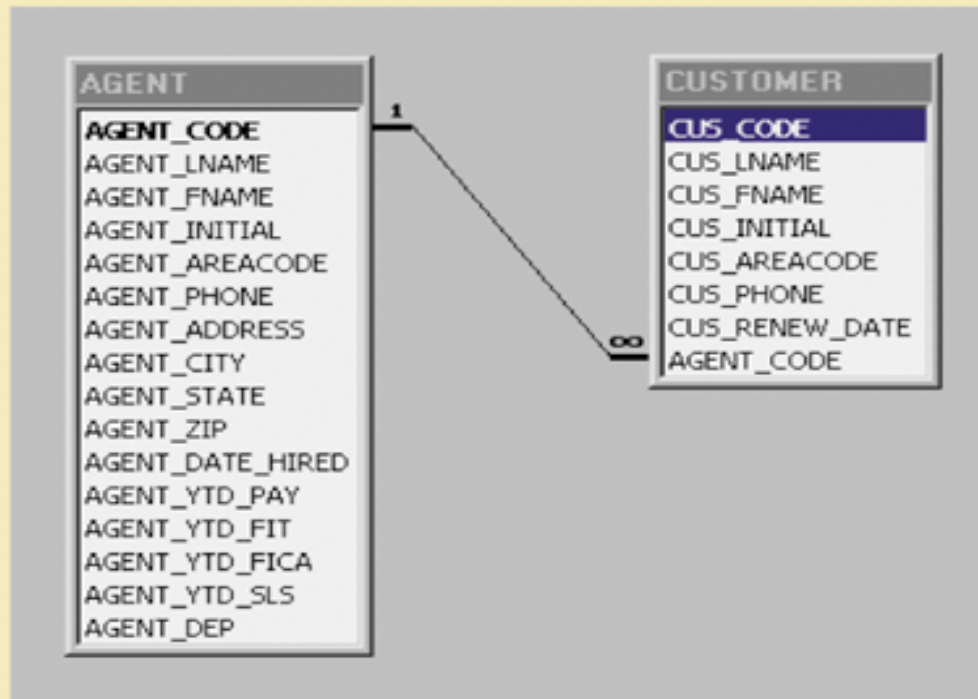 AGENT
AGENT_CODE
AGENT_LNAME
AGENT_FNAME
AGENT_INITIAL
AGENT_AREACODE
AGENT_PHONE
AGENT_ADDRESS
AGENT_CITY
AGENT_STATE
AGENT_ZIP
AGENT_DATE_HIRED
AGENT_YTD_PAY
AGENT_YTD_FIT
AGENT_YTD_FICA
AGENT_YTD_SLS
AGENT_DEP
1
∞
CUSTOMER
CUS_CODE
CUS_LNAME
CUS_FNAME
CUS_INITIAL
CUS_AREACODE
CUS_PHONE
CUS_RENEW_DATE
AGENT_CODE